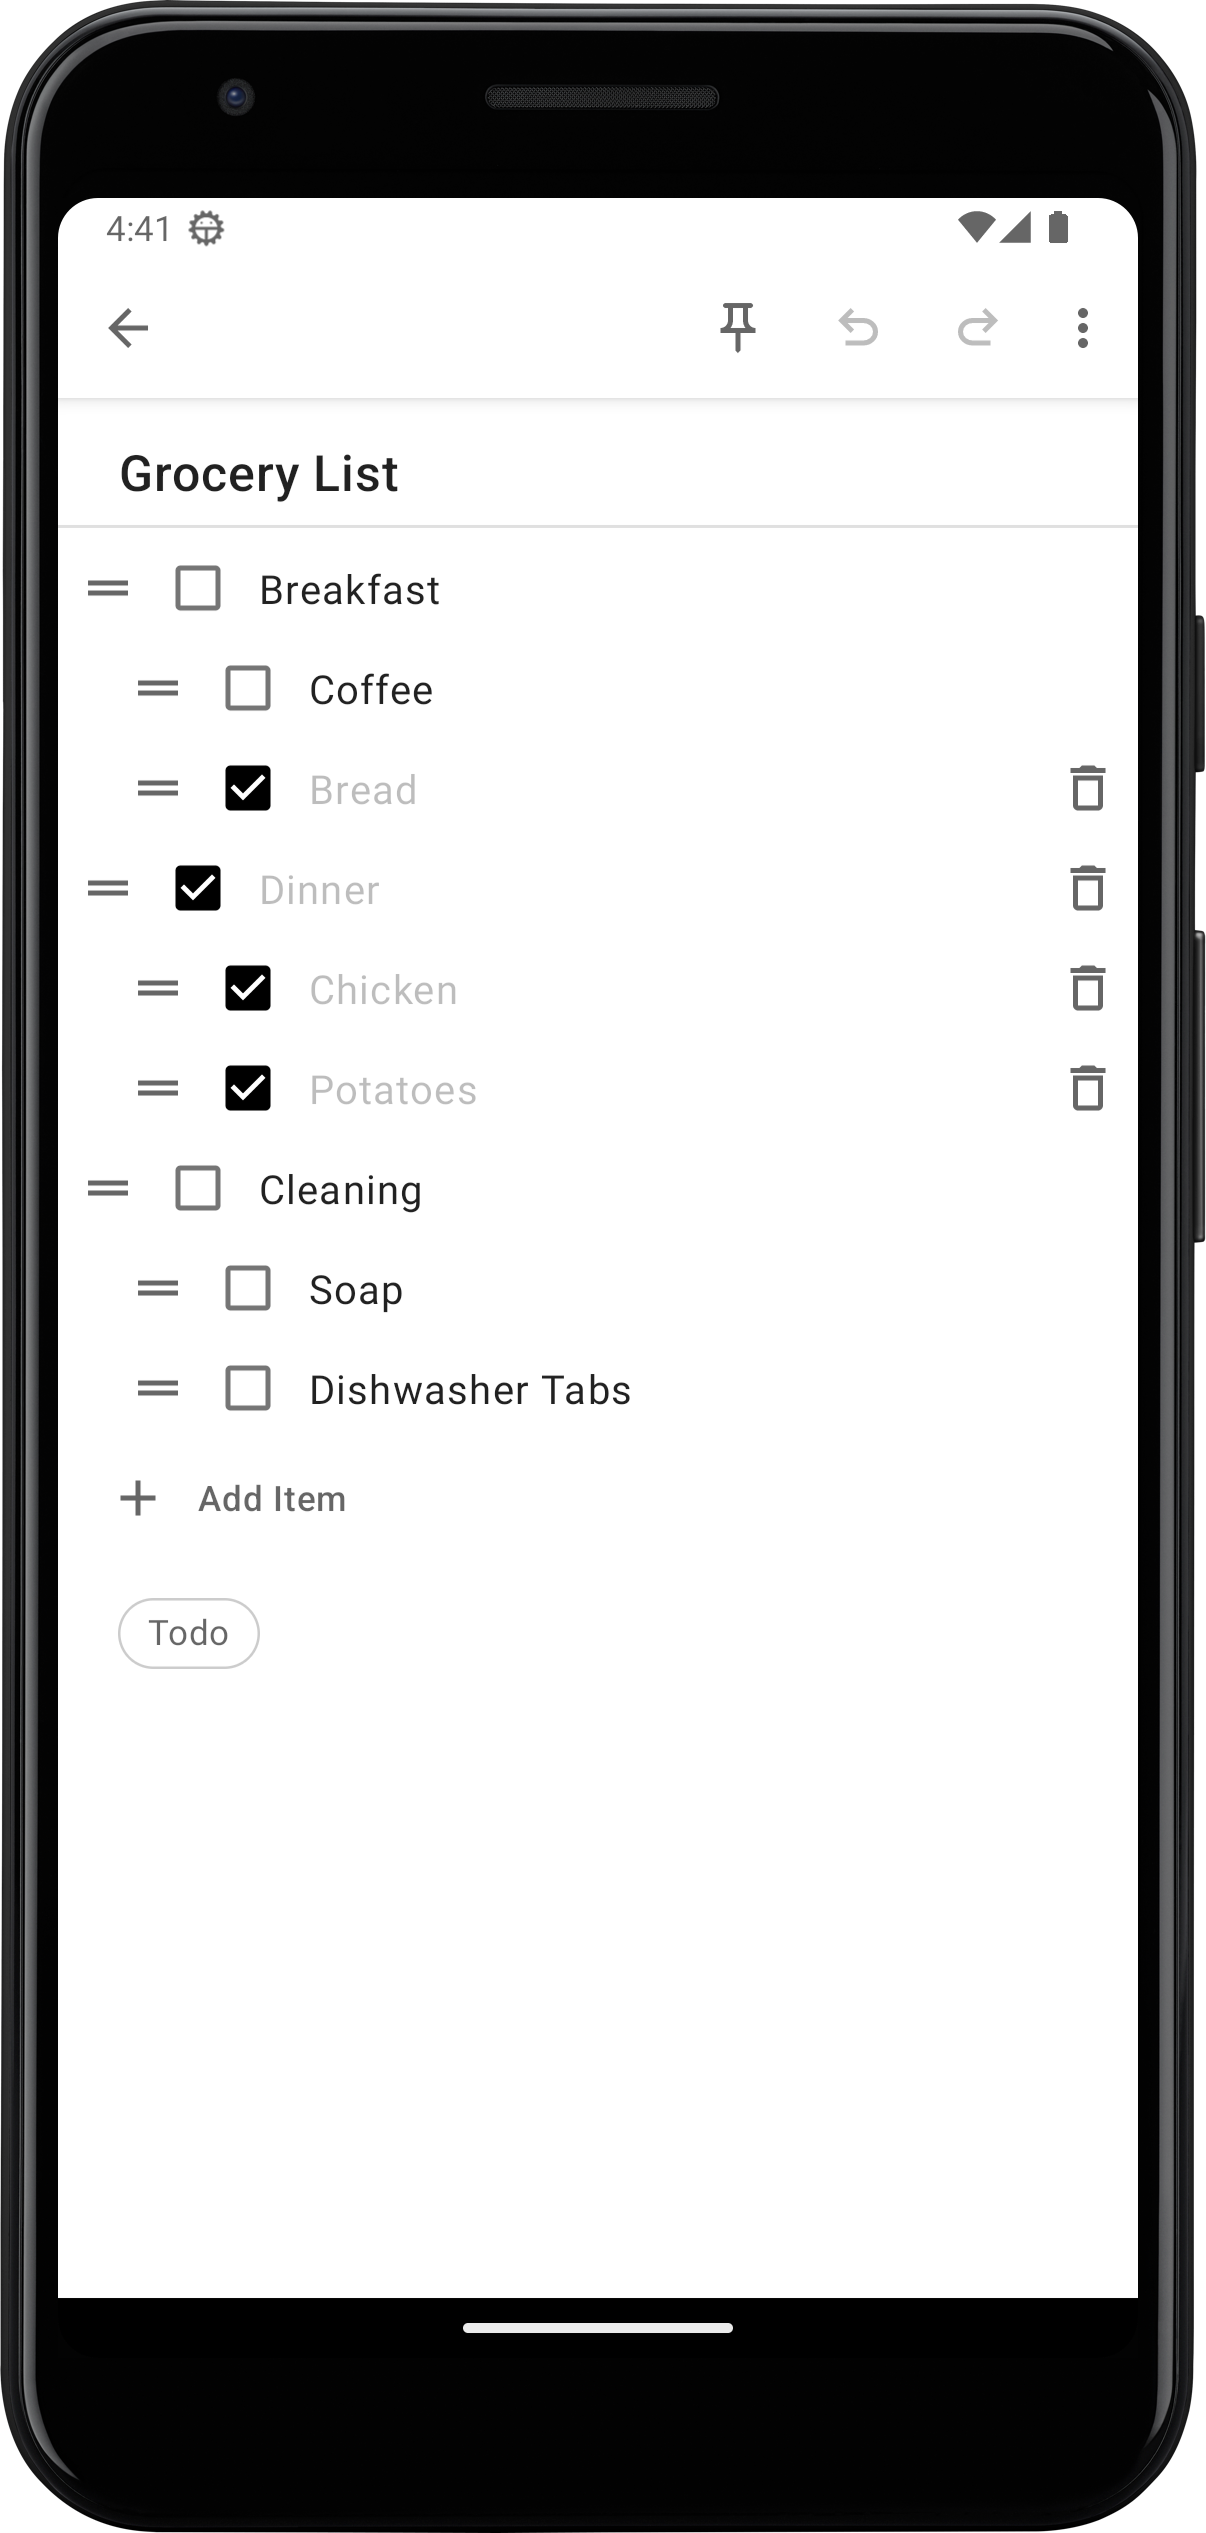 4:41
Grocery List
Breakfast
Coffee
Bread
Dinner
Chicken
Potatoes
Cleaning
Soap
Dishwasher Tabs
Add Item
Todo